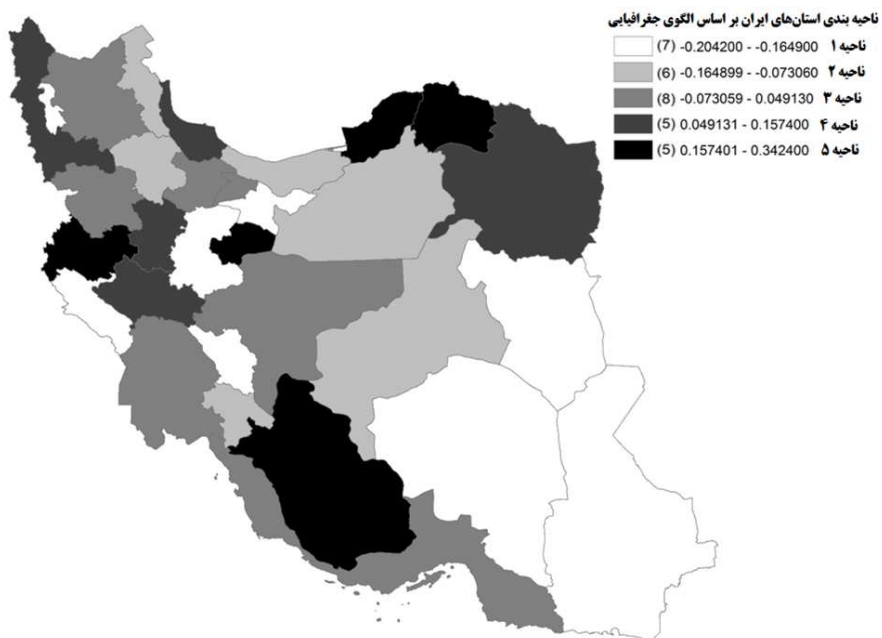 ناحیه بندی استان‌های ایران بر اساس الگوی جغرافیایی
ناحیه ۱ -0.204200 - -0.164900 (7)
ناحیه ۲ -0.164899 - -0.073060 (6)
ناحیه ۳ -0.073059 - 0.049130 (8)
ناحیه ۴ 0.049131 - 0.157400 (5)
ناحیه ۵ 0.157401 - 0.342400 (5)